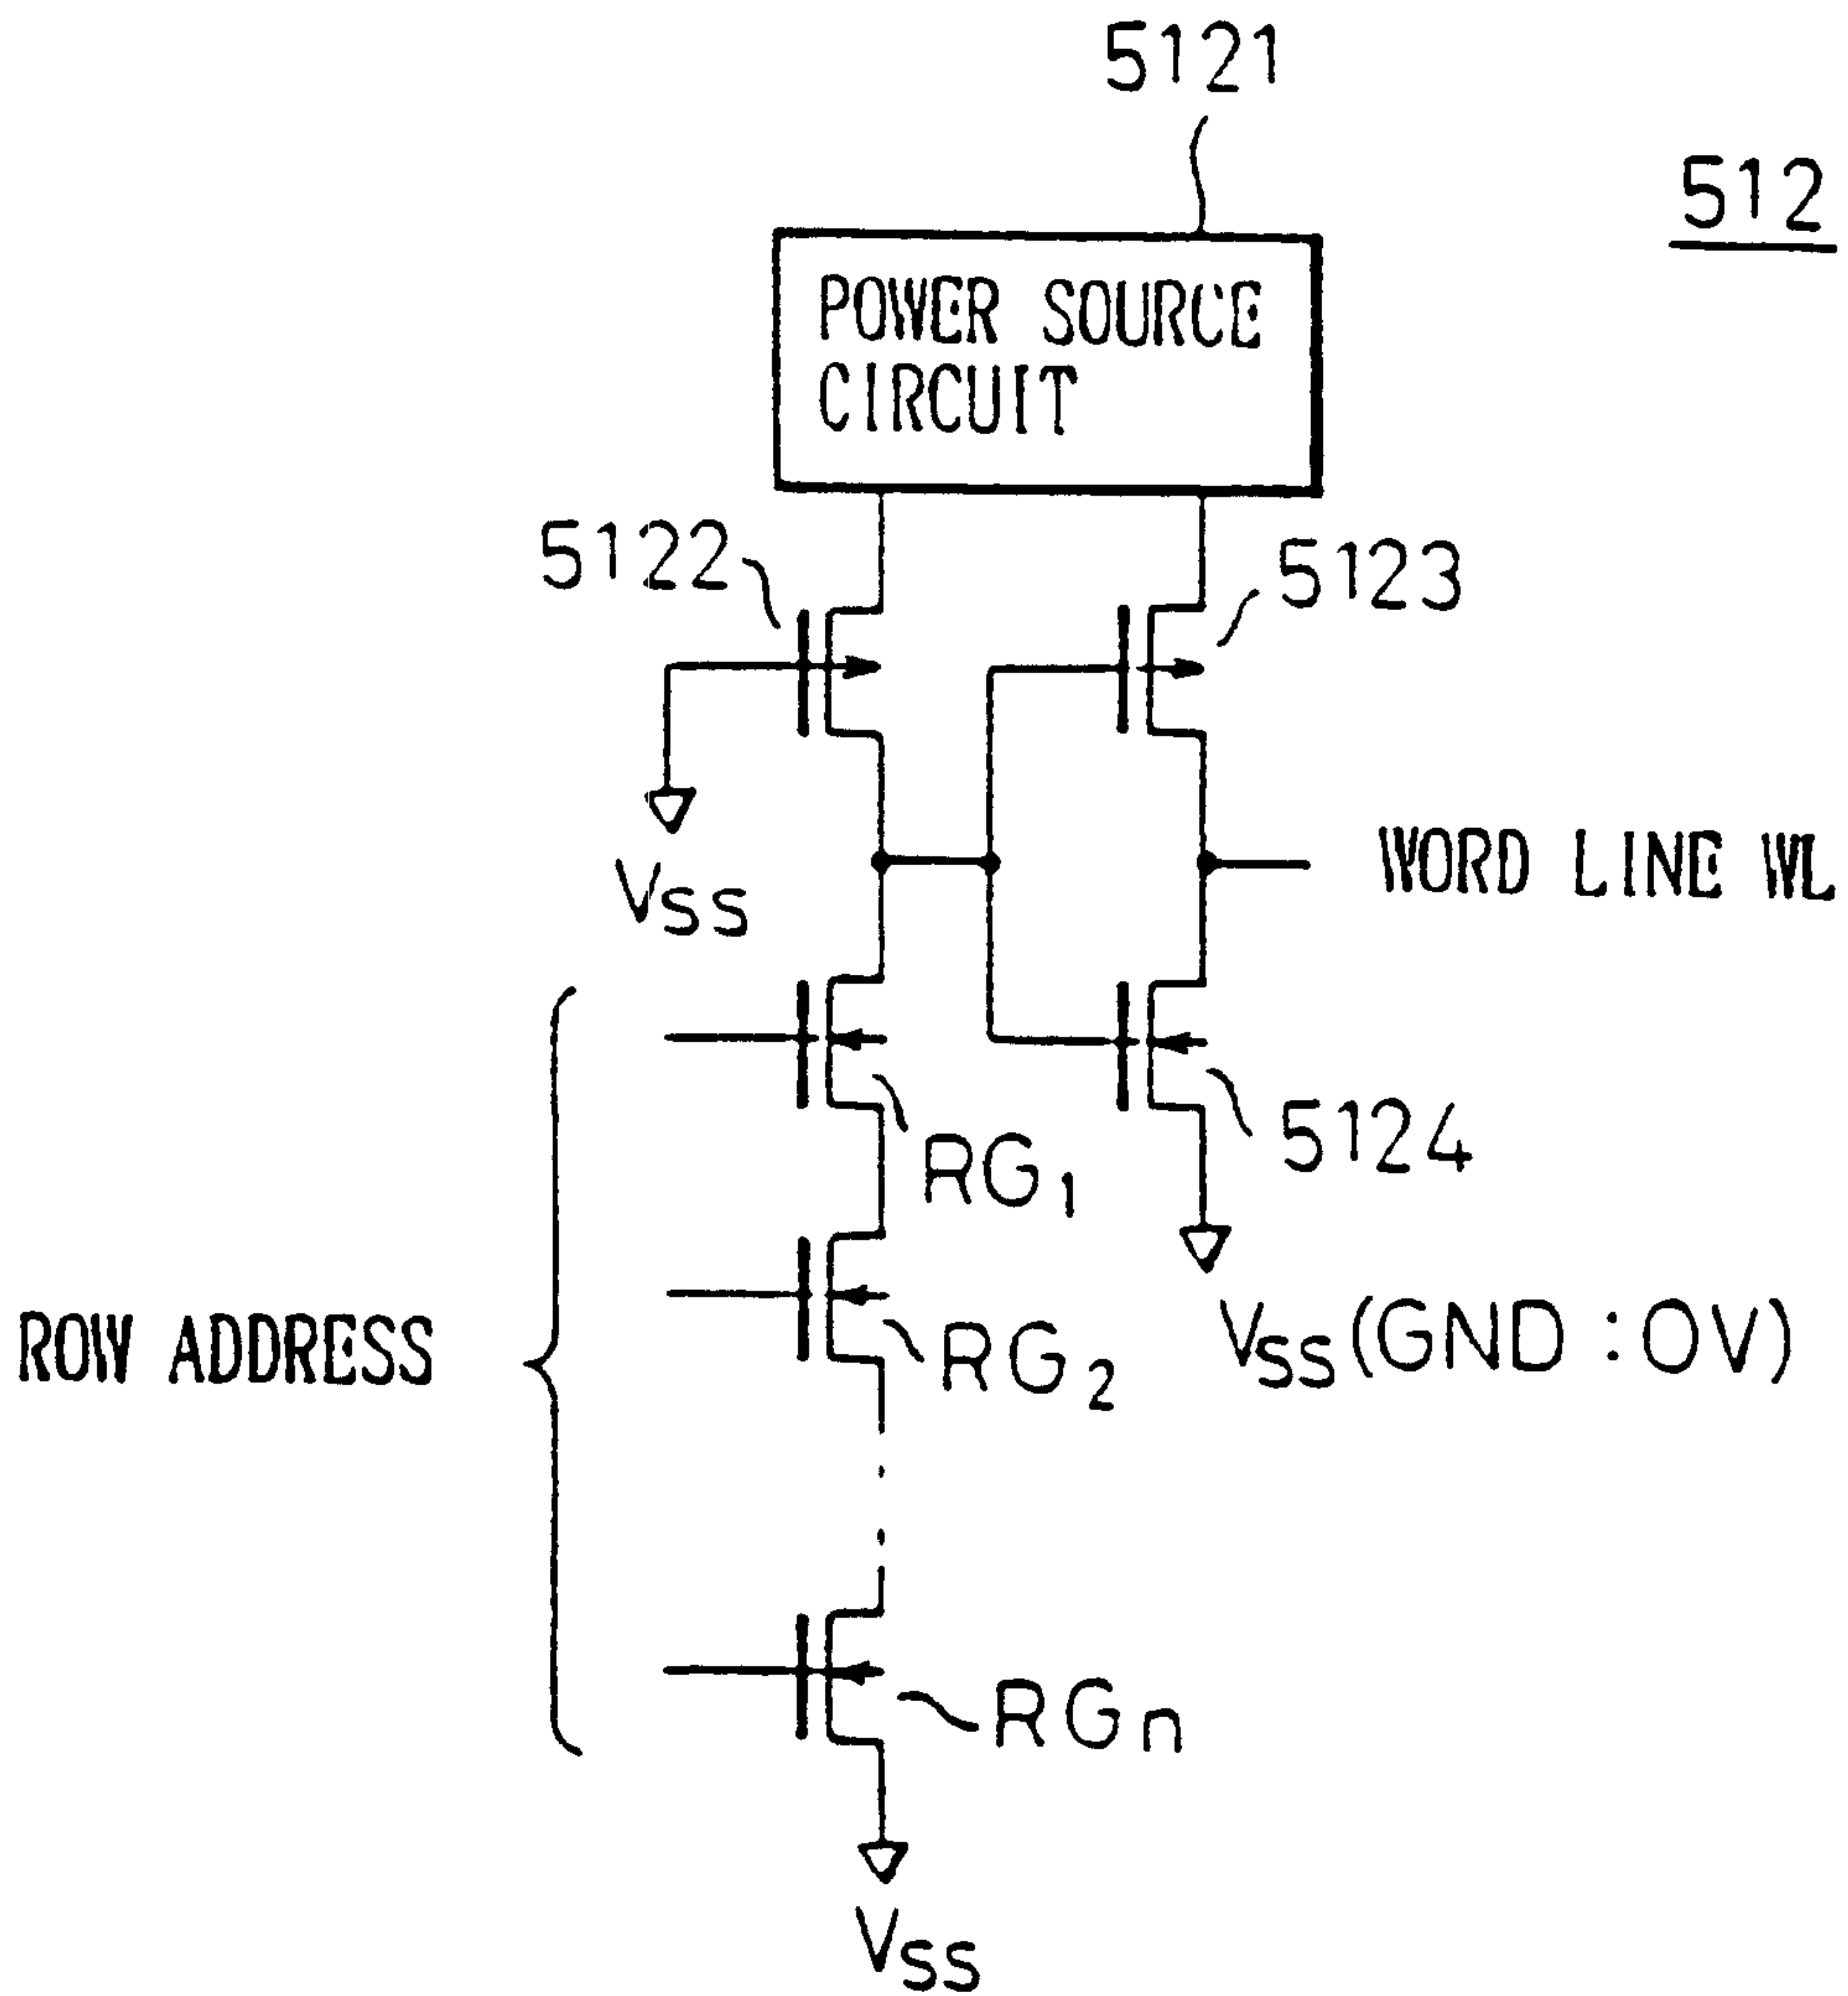 5121
512
POWER SOURCE
CIRCUIT
5122
5123
VSS
WORD LINE WL
RG1
5124
ROW ADDRESS
RG2
VSS(GND:0V)
RGn
VSS